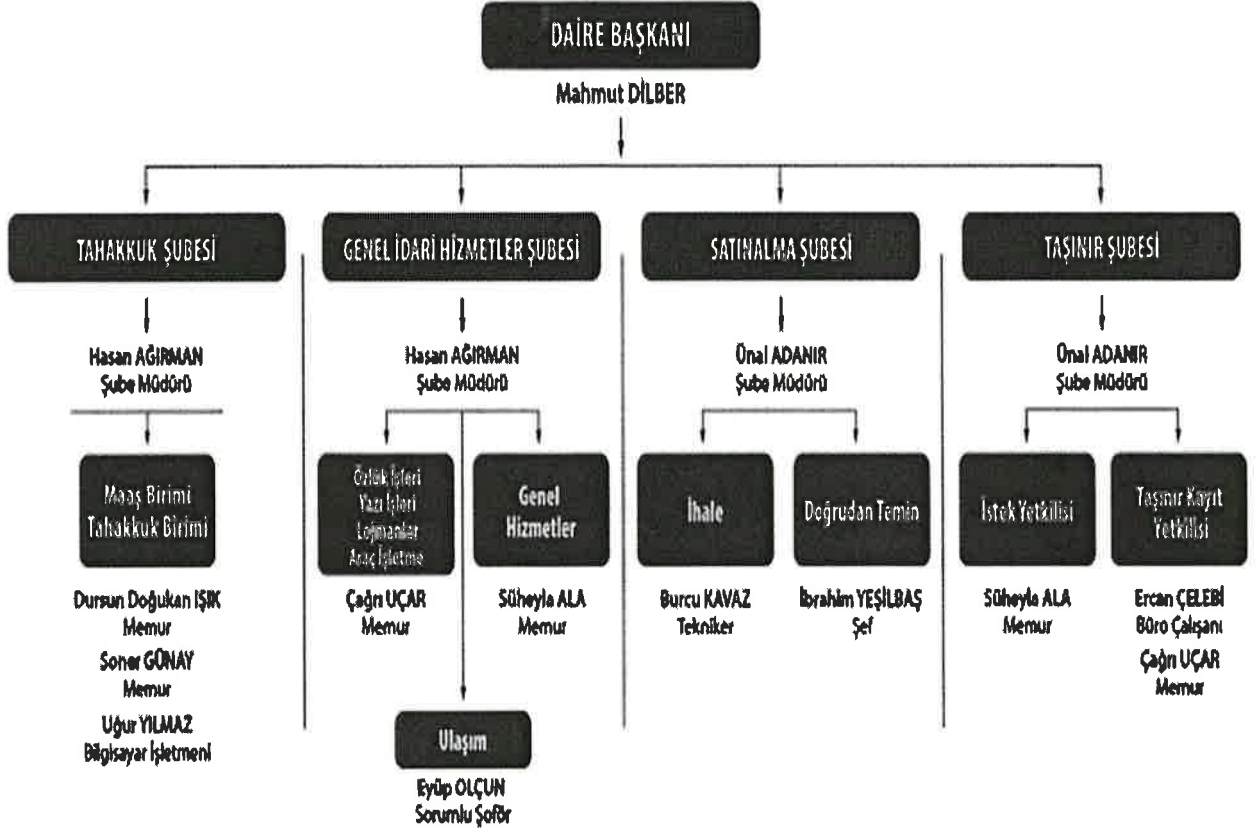 DAİRE BAŞKANI
Mahmut DİLBER
TAHAKKUK ŞUBESİ
Hasan AĞIRMAN
Şube Müdürü
Maaş Birimi
Tahakkuk Birimi
Dursun Doğukan IŞIK
Memur
Soner GÜNAY
Memur
Uğur YILMAZ
Bilgisayar İşletmeni
GENEL İDARİ HİZMETLER ŞUBESİ
Hasan AĞIRMAN
Şube Müdürü
Özlük İşleri
Yazı İşleri
Lojmanlar
Araç İşletme
Çağrı UÇAR
Memur
Genel
Hizmetler
Süheyla ALA
Memur
Ulaşım
Eyüp OLÇUN
Sorumlu Şoför
SATINALMA ŞUBESİ
Ünal ADANIR
Şube Müdürü
İhale
Burcu KAVAZ
Tekniker
Doğrudan Temin
İbrahim YEŞİLBAŞ
Şef
TAŞINIR ŞUBESİ
Ünal ADANIR
Şube Müdürü
İstek Yetkilisi
Süheyla ALA
Memur
Taşınır Kayıt
Yetkilisi
Ercan ÇELEBİ
Büro Çalışanı
Çağrı UÇAR
Memur